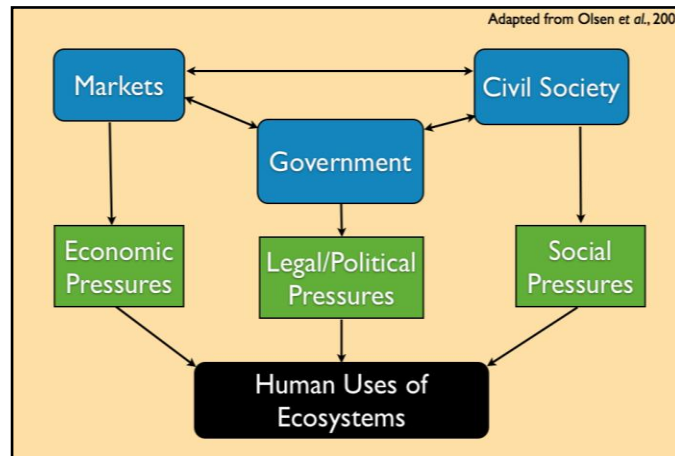 Adapted from Olsen et al., 200
Markets
Civil Society
Government
Economic
Pressures
Legal/Political
Pressures
Social
Pressures
Human Uses of
Ecosystems